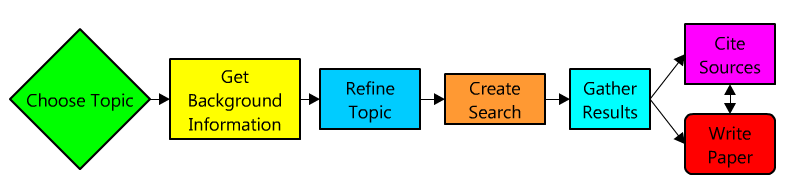 Choose Topic
Get
Background
Information
Refine
Topic
Create
Search
Gather
Results
Cite
Sources
Write
Paper